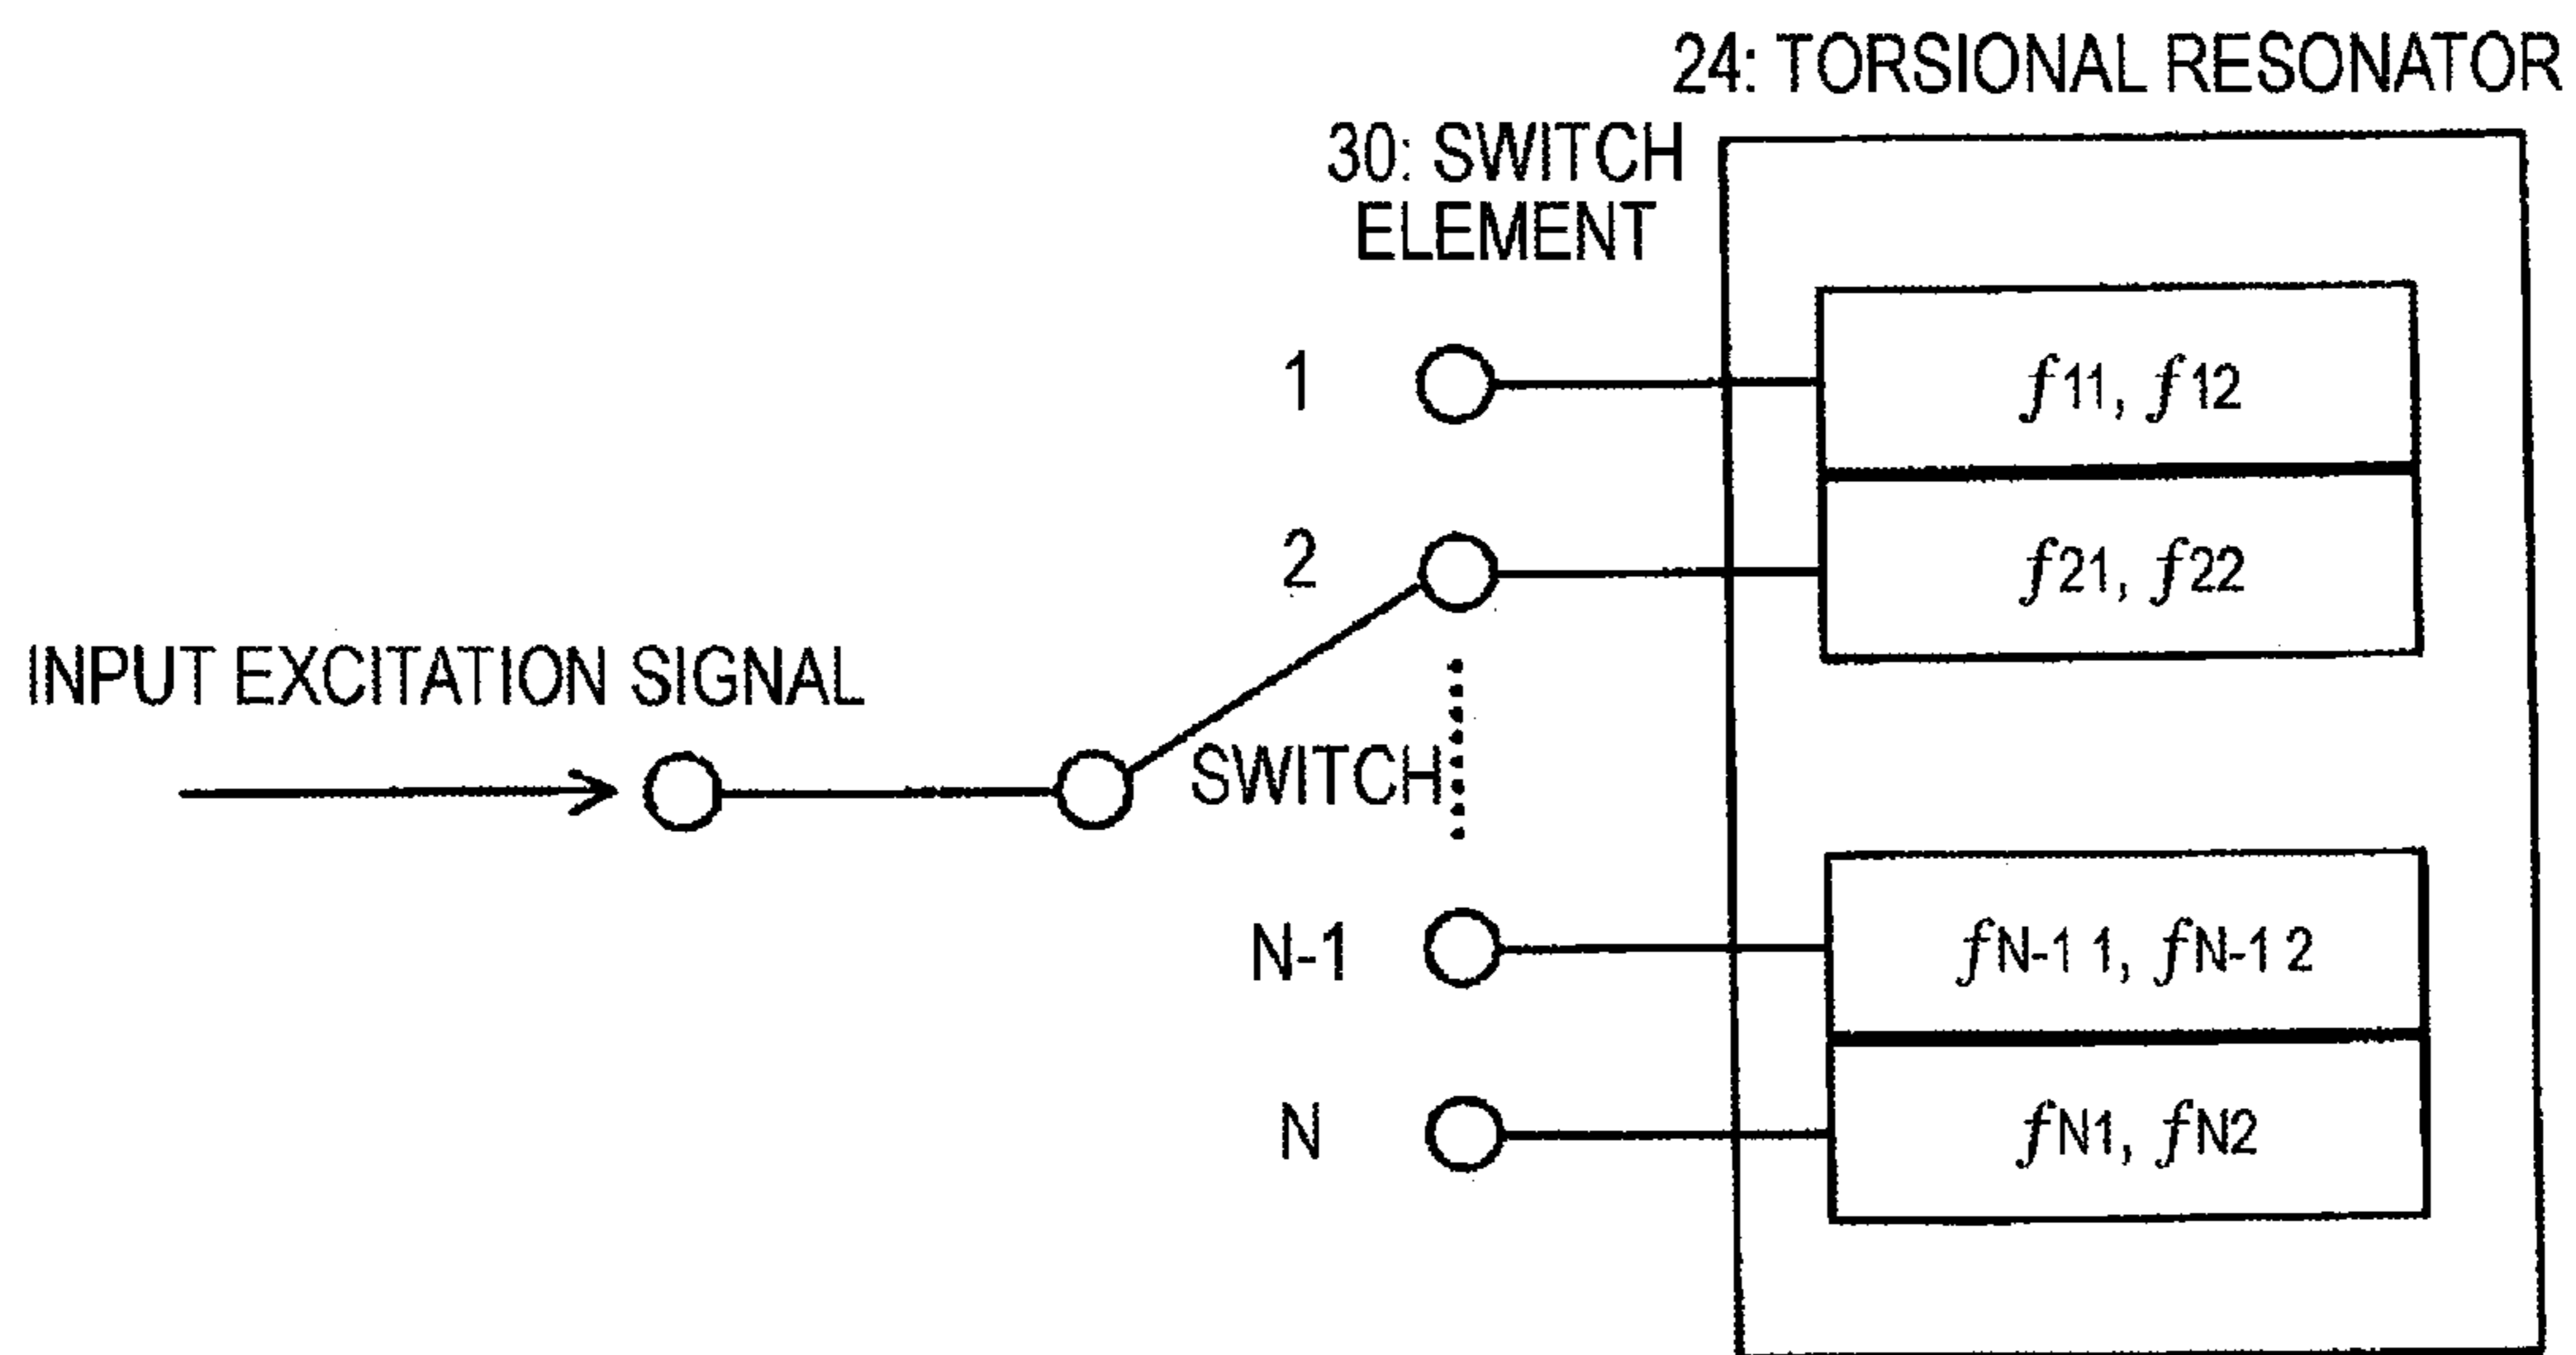 24: TORSIONAL RESONATOR
30: SWITCH
ELEMENT
1
f11, f12
2
f21, f22
INPUT EXCITATION SIGNAL
SWITCH
N-1
fN-1 1, fN-1 2
N
fN1, fN2